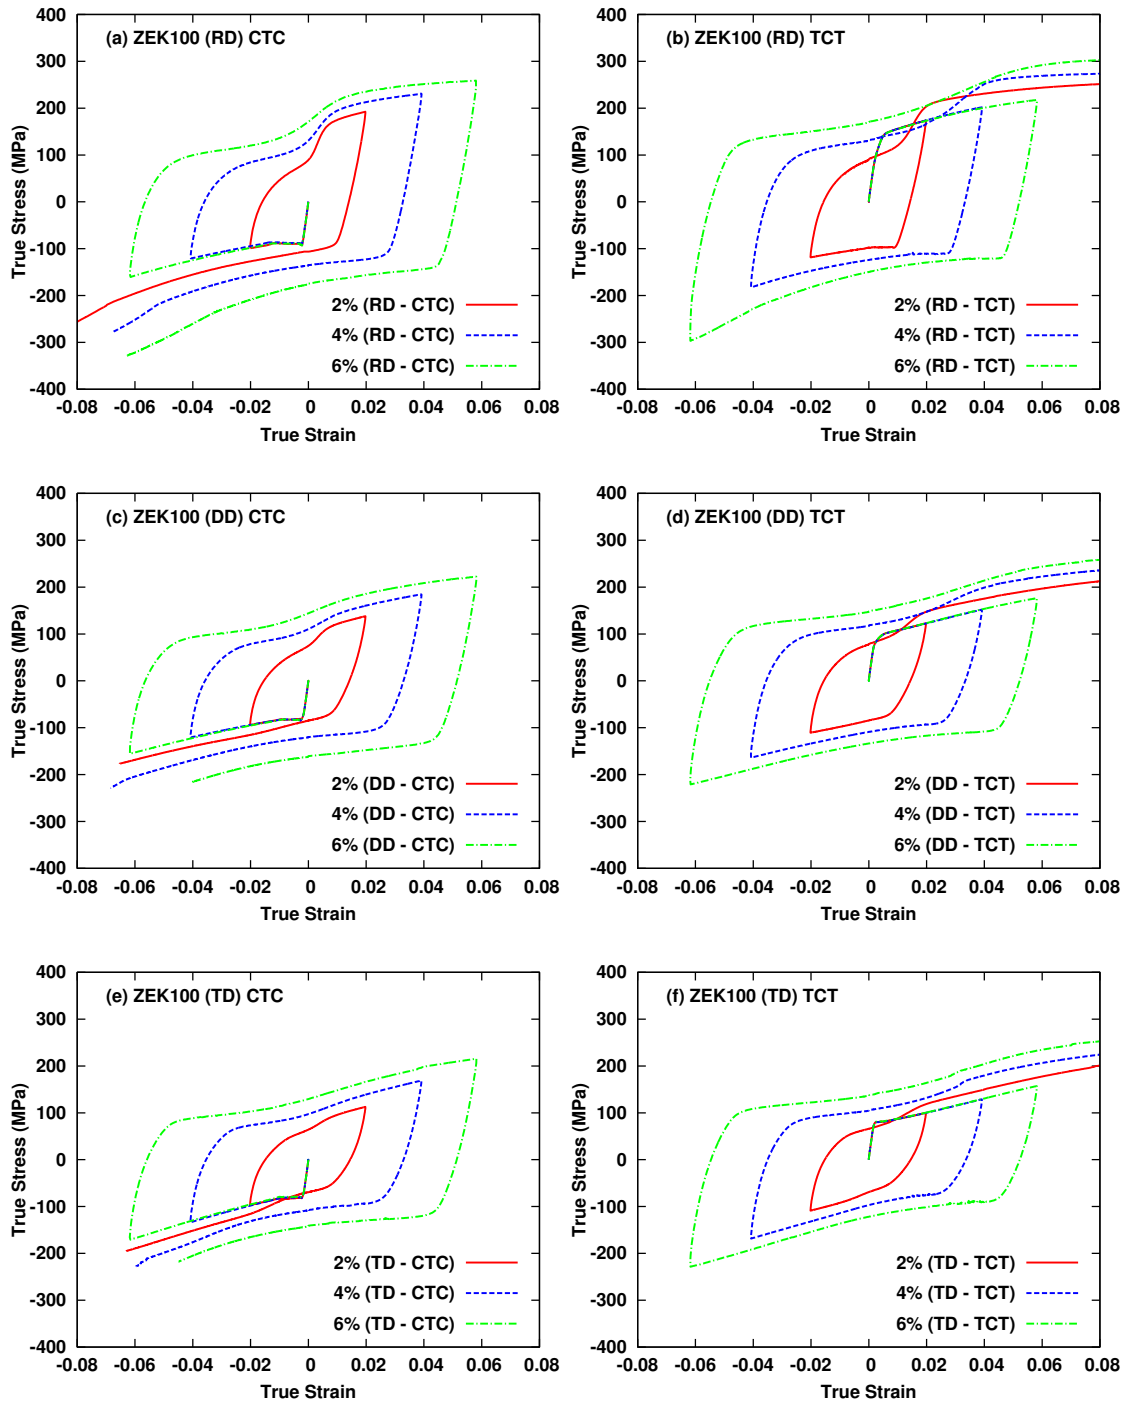 (a) ZEK100 (RD) CTC
True Stress (MPa)
400
300
200
100
0
-100
-200
-300
-400
2% (RD - CTC)
4% (RD - CTC)
6% (RD - CTC)
-0.08 -0.06 -0.04 -0.02 0 0.02 0.04 0.06 0.08
True Strain
(b) ZEK100 (RD) TCT
True Stress (MPa)
400
300
200
100
0
-100
-200
-300
-400
2% (RD - TCT)
4% (RD - TCT)
6% (RD - TCT)
-0.08 -0.06 -0.04 -0.02 0 0.02 0.04 0.06 0.08
True Strain
(c) ZEK100 (DD) CTC
True Stress (MPa)
400
300
200
100
0
-100
-200
-300
-400
2% (DD - CTC)
4% (DD - CTC)
6% (DD - CTC)
-0.08 -0.06 -0.04 -0.02 0 0.02 0.04 0.06 0.08
True Strain
(d) ZEK100 (DD) TCT
True Stress (MPa)
400
300
200
100
0
-100
-200
-300
-400
2% (DD - TCT)
4% (DD - TCT)
6% (DD - TCT)
-0.08 -0.06 -0.04 -0.02 0 0.02 0.04 0.06 0.08
True Strain
(e) ZEK100 (TD) CTC
True Stress (MPa)
400
300
200
100
0
-100
-200
-300
-400
2% (TD - CTC)
4% (TD - CTC)
6% (TD - CTC)
-0.08 -0.06 -0.04 -0.02 0 0.02 0.04 0.06 0.08
True Strain
(f) ZEK100 (TD) TCT
True Stress (MPa)
400
300
200
100
0
-100
-200
-300
-400
2% (TD - TCT)
4% (TD - TCT)
6% (TD - TCT)
-0.08 -0.06 -0.04 -0.02 0 0.02 0.04 0.06 0.08
True Strain